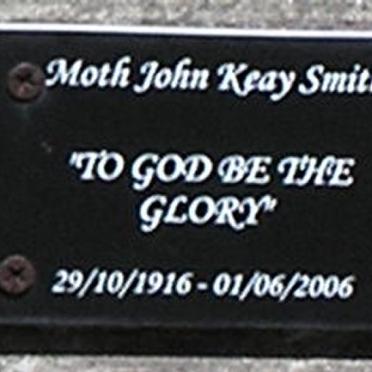 Moth John Keay Smit
"TO GOD BE THE
GLORY"
29/10/1916 - 01/06/2006